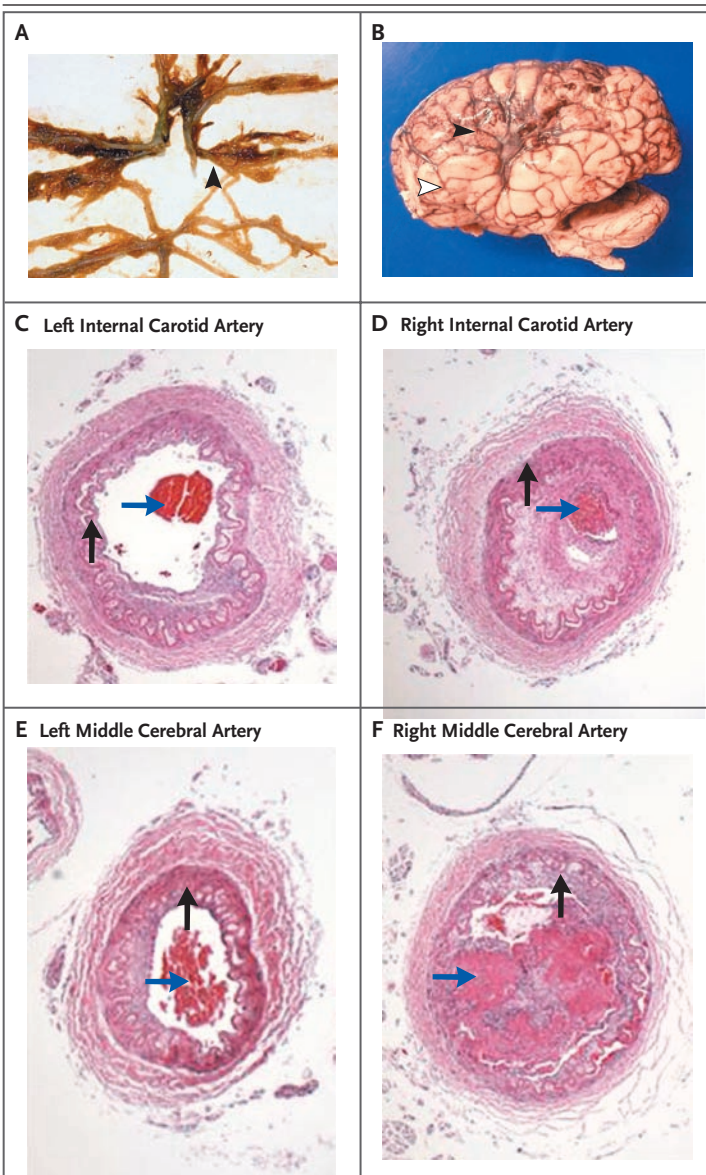 A
B
C Left Internal Carotid Artery
D Right Internal Carotid Artery
E Left Middle Cerebral Artery
F Right Middle Cerebral Artery